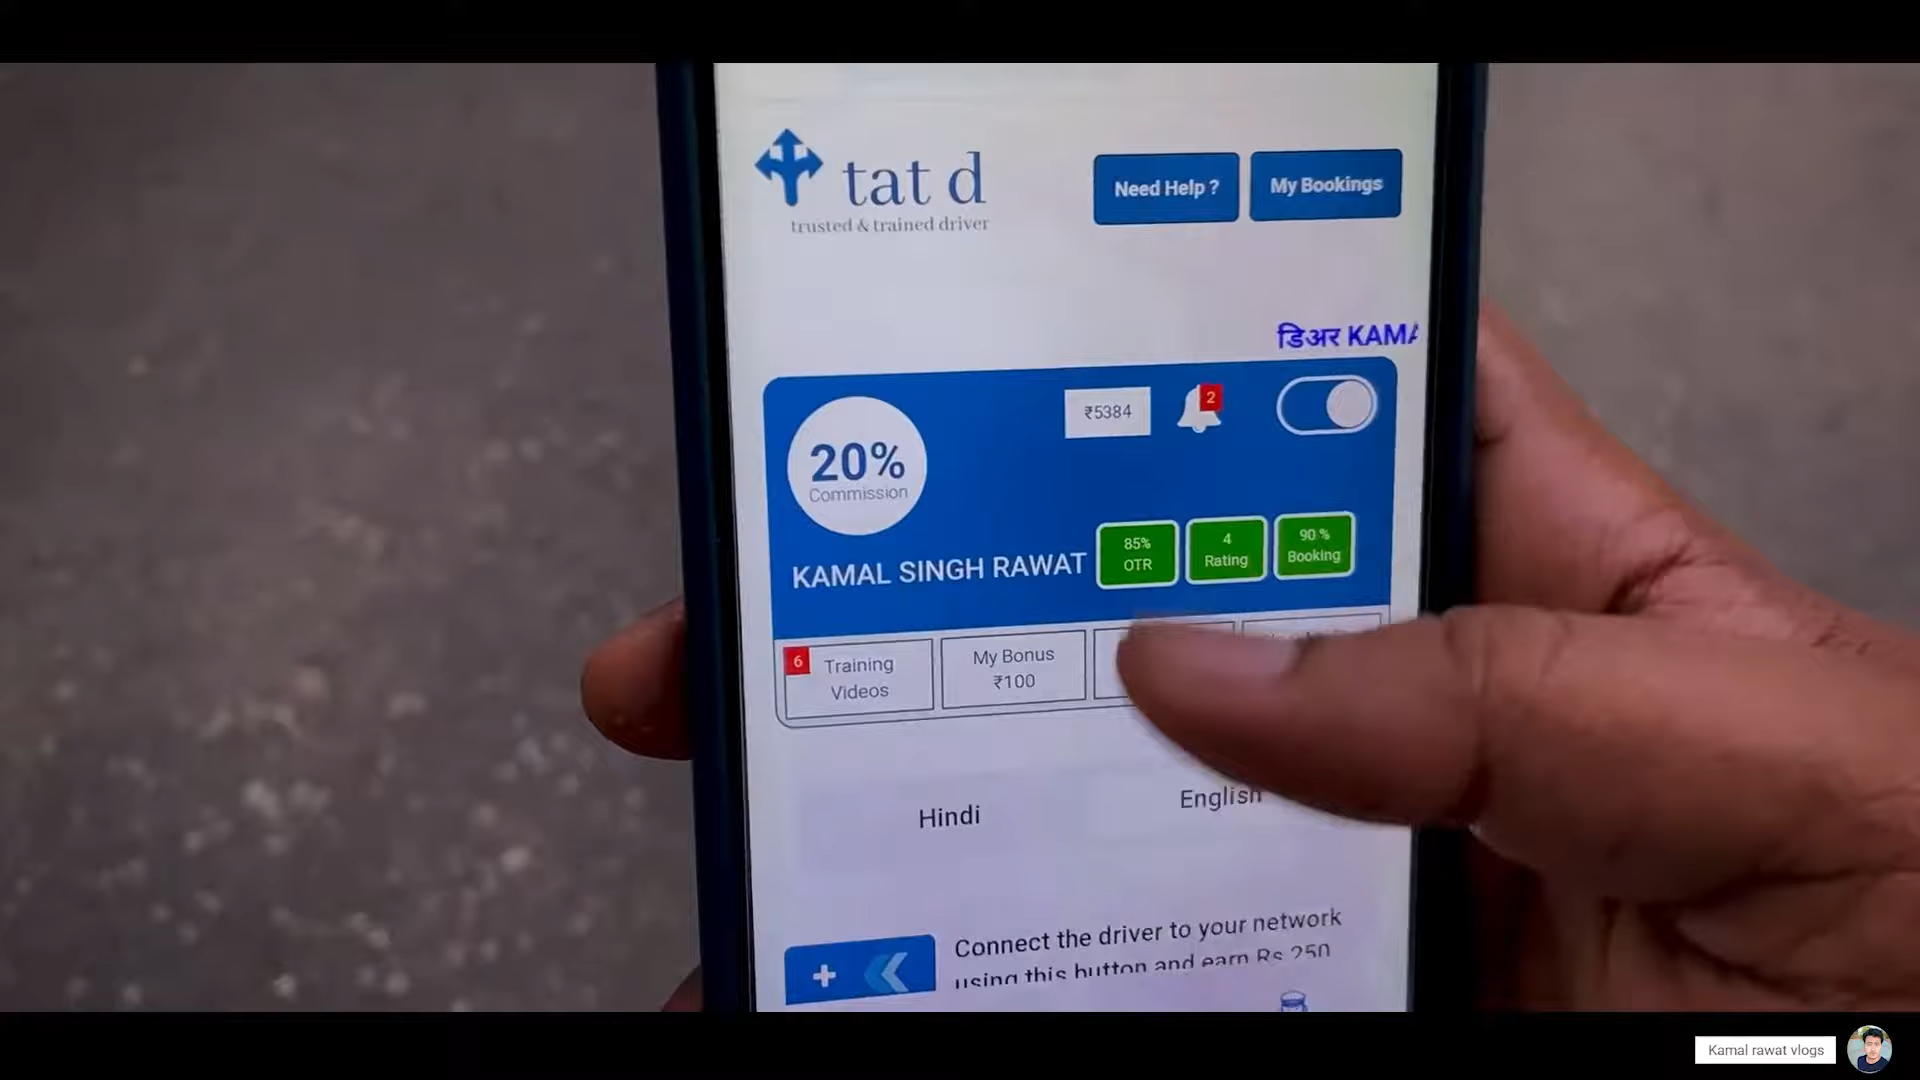 tat d
trusted & trained driver
Need Help ?
My Bookings
डिअर KAMA
₹5384
2
20%
Commission
KAMAL SINGH RAWAT
85%
OTR
4
Rating
90 %
Booking
6
Training
Videos
My Bonus
₹100
Hindi
English
Connect the driver to your network
using this button and earn Rs 250
Kamal rawat vlogs